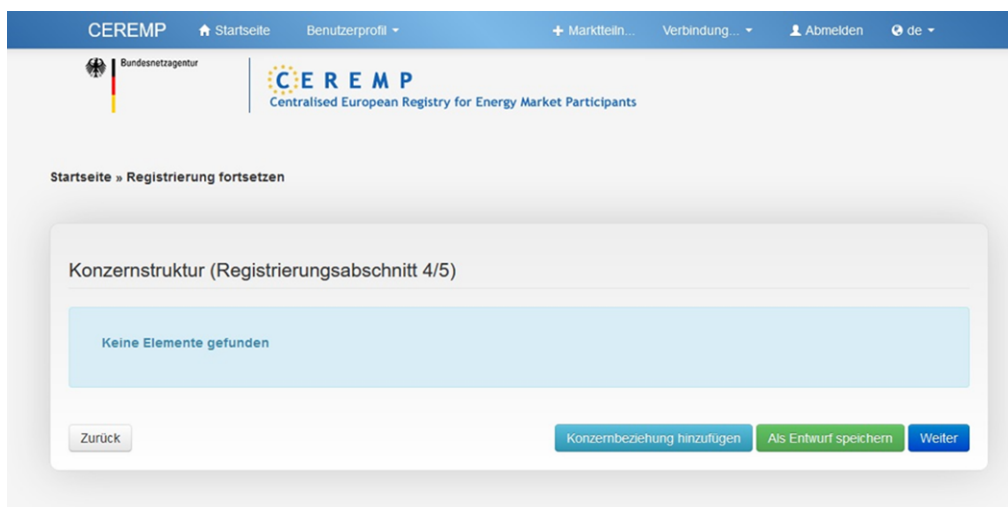 CEREMP Startseite Benutzerprofil Marktteiln... Verbindung... Abmelden de
Bundesnetzagentur
CEREMP
Centralised European Registry for Energy Market Participants
Startseite » Registrierung fortsetzen
Konzernstruktur (Registrierungsabschnitt 4/5)
Keine Elemente gefunden
Zurück Konzernbeziehung hinzufügen Als Entwurf speichern Weiter